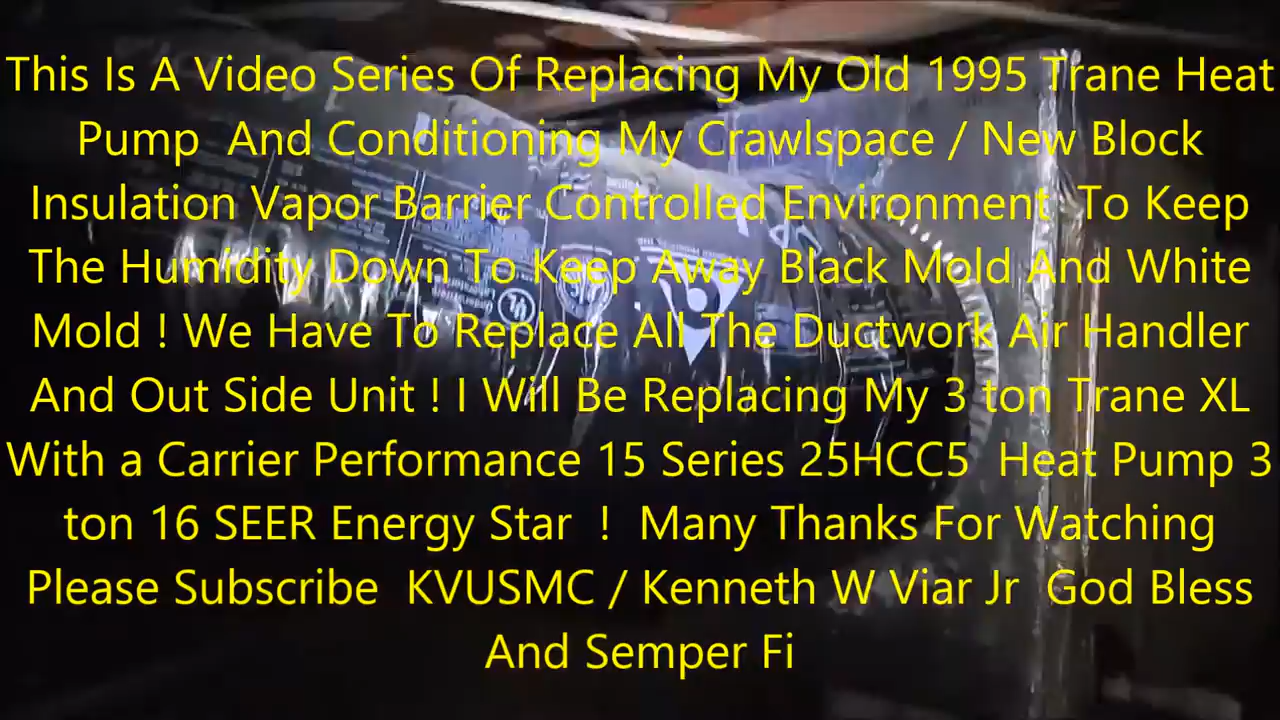 This Is A Video Series Of Replacing My Old 1995 Trane Heat
Pump And Conditioning My Crawlspace / New Block
Insulation Vapor Barrier Controlled Environment To Keep
The Humidity Down To Keep Away Black Mold And White
Mold ! We Have To Replace All The Ductwork Air Handler
And Out Side Unit ! I Will Be Replacing My 3 ton Trane XL
With a Carrier Performance 15 Series 25HCC5 Heat Pump 3
ton 16 SEER Energy Star ! Many Thanks For Watching
Please Subscribe KVUSMC / Kenneth W Viar Jr God Bless
And Semper Fi